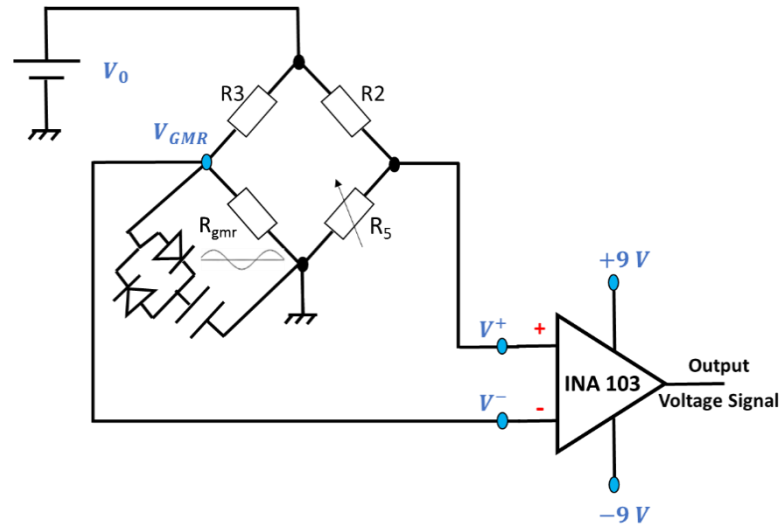 V0
R3
R2
VGMR
Rgmr
R5
+9 V
V+
+
INA 103
Output
Voltage Signal
V−
-
−9 V